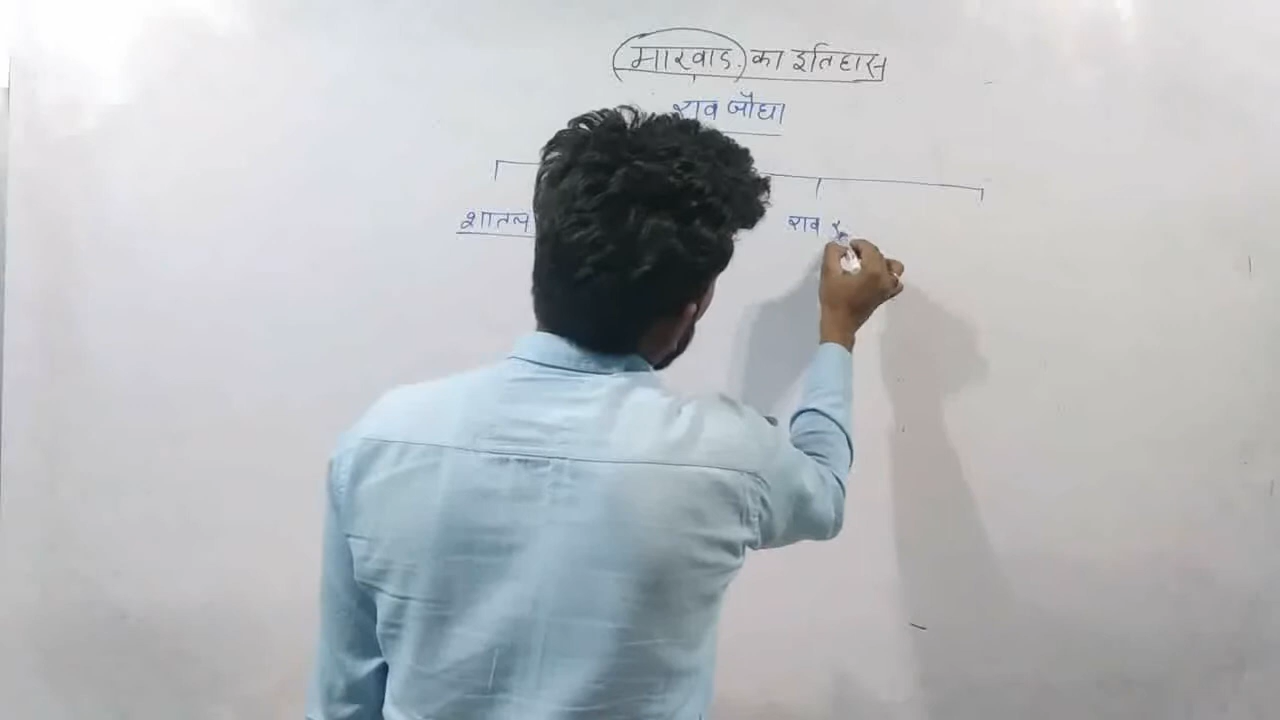 मारवाड. का इतिहास
राव जौधा
शातल राव